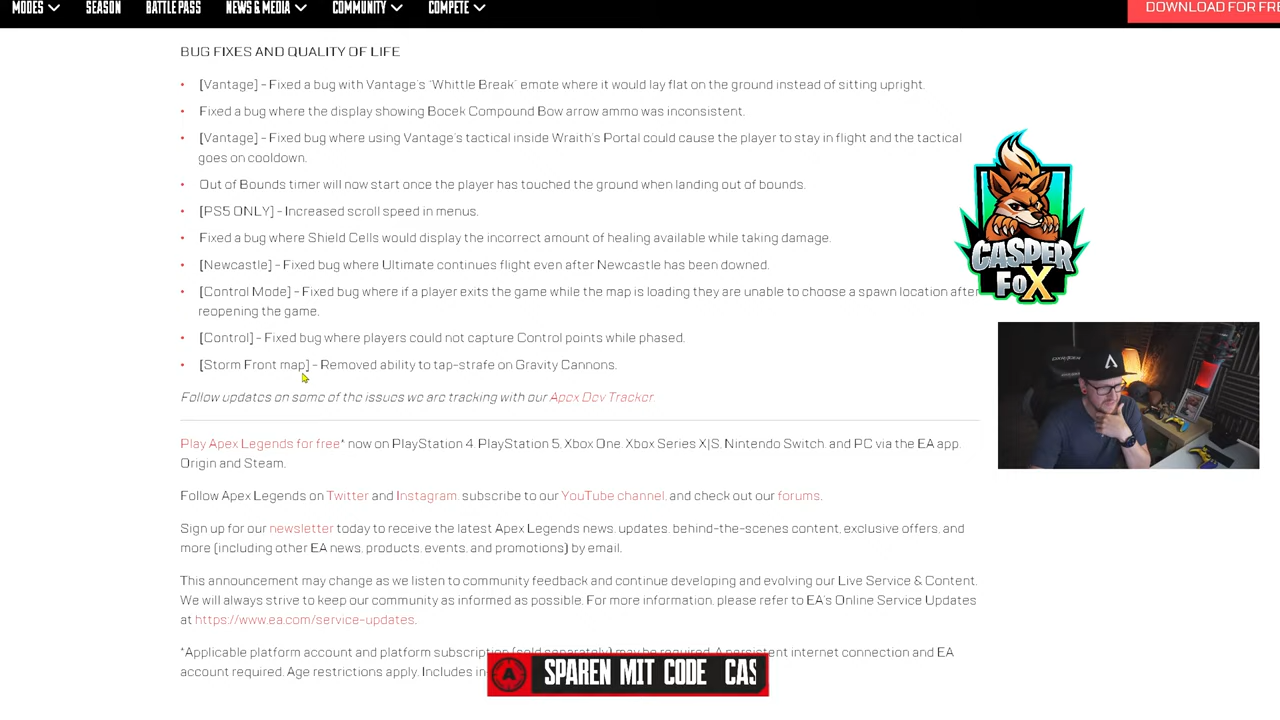 MODES SEASON BATTLE PASS NEWS & MEDIA COMMUNITY COMPETE DOWNLOAD FOR FRE
BUG FIXES AND QUALITY OF LIFE
• [Vantage] - Fixed a bug with Vantage's "Whittle Break" emote where it would lay flat on the ground instead of sitting upright.
• Fixed a bug where the display showing Bocek Compound Bow arrow ammo was inconsistent.
• [Vantage] - Fixed bug where using Vantage's tactical inside Wraith's Portal could cause the player to stay in flight and the tactical
goes on cooldown.
• Out of Bounds timer will now start once the player has touched the ground when landing out of bounds.
• [PS5 ONLY] - Increased scroll speed in menus.
• Fixed a bug where Shield Cells would display the incorrect amount of healing available while taking damage.
• [Newcastle] - Fixed bug where Ultimate continues flight even after Newcastle has been downed.
• [Control Mode] - Fixed bug where if a player exits the game while the map is loading they are unable to choose a spawn location after
reopening the game.
• [Control] - Fixed bug where players could not capture Control points while phased.
• [Storm Front map] - Removed ability to tap-strafe on Gravity Cannons.
Follow updates on some of the issues we are tracking with our Apex Dev Tracker.
Play Apex Legends for free* now on PlayStation 4, PlayStation 5, Xbox One, Xbox Series X|S, Nintendo Switch, and PC via the EA app,
Origin and Steam.
Follow Apex Legends on Twitter and Instagram, subscribe to our YouTube channel, and check out our forums.
Sign up for our newsletter today to receive the latest Apex Legends news, updates, behind-the-scenes content, exclusive offers, and
more (including other EA news, products, events, and promotions) by email.
This announcement may change as we listen to community feedback and continue developing and evolving our Live Service & Content.
We will always strive to keep our community as informed as possible. For more information, please refer to EA's Online Service Updates
at https://www.ea.com/service-updates.
*Applicable platform account and platform subscription (sold separately) may be required. A persistent internet connection and EA
account required. Age restrictions apply. Includes in-
CASPER
FOX
SPAREN MIT CODE CAS